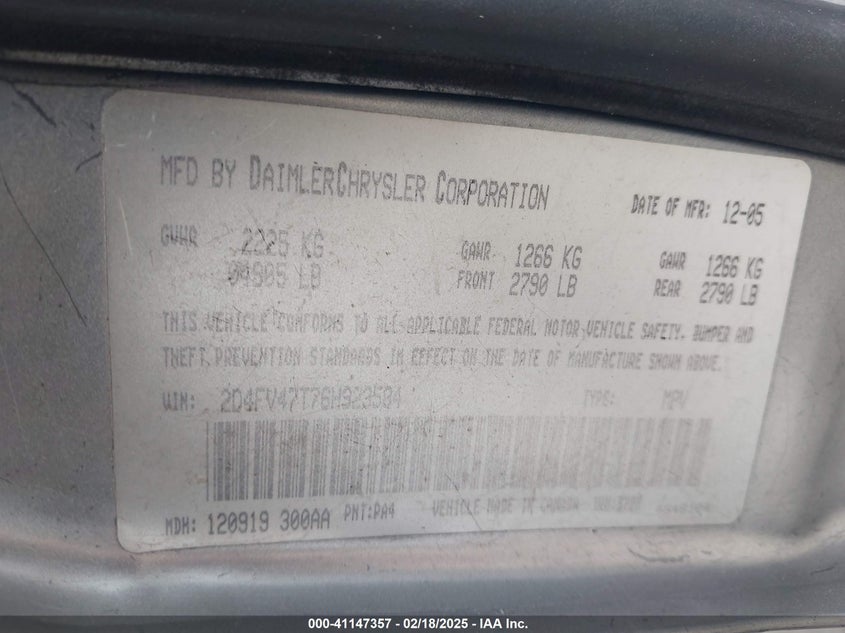 MFD BY DAIMLERCHRYSLER CORPORATION
DATE OF MFR: 12-05
GVWR 2225 KG
04905 LB
GAWR 1266 KG
FRONT 2790 LB
GAWR 1266 KG
REAR 2790 LB
THIS VEHICLE CONFORMS TO ALL APPLICABLE FEDERAL MOTOR VEHICLE SAFETY, BUMPER AND
THEFT PREVENTION STANDARDS IN EFFECT ON THE DATE OF MANUFACTURE SHOWN ABOVE.
VIN: 2D4FV47T76H923504 TYPE: MPV
MDH: 120919 300AA PNT:PA4 VEHICLE MADE IN CANADA
000-41147357 - 02/18/2025 - IAA Inc.